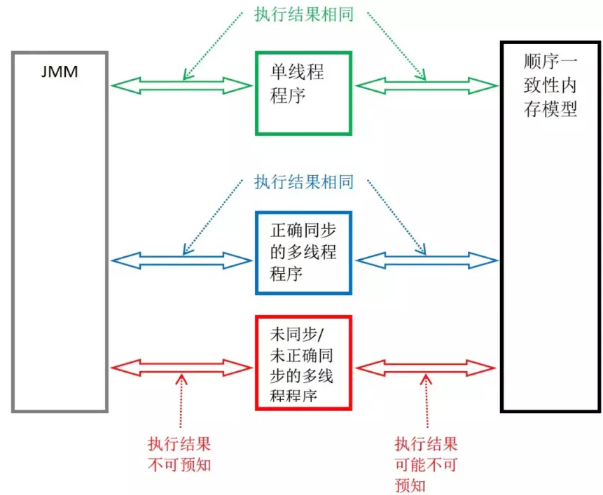 执行结果相同
JMM
单线程
程序
顺序一
致性内
存模型
执行结果相同
正确同步
的多线程
程序
未同步/
未正确同
步的多线
程程序
执行结果
不可预知
执行结果
可能不可
预知